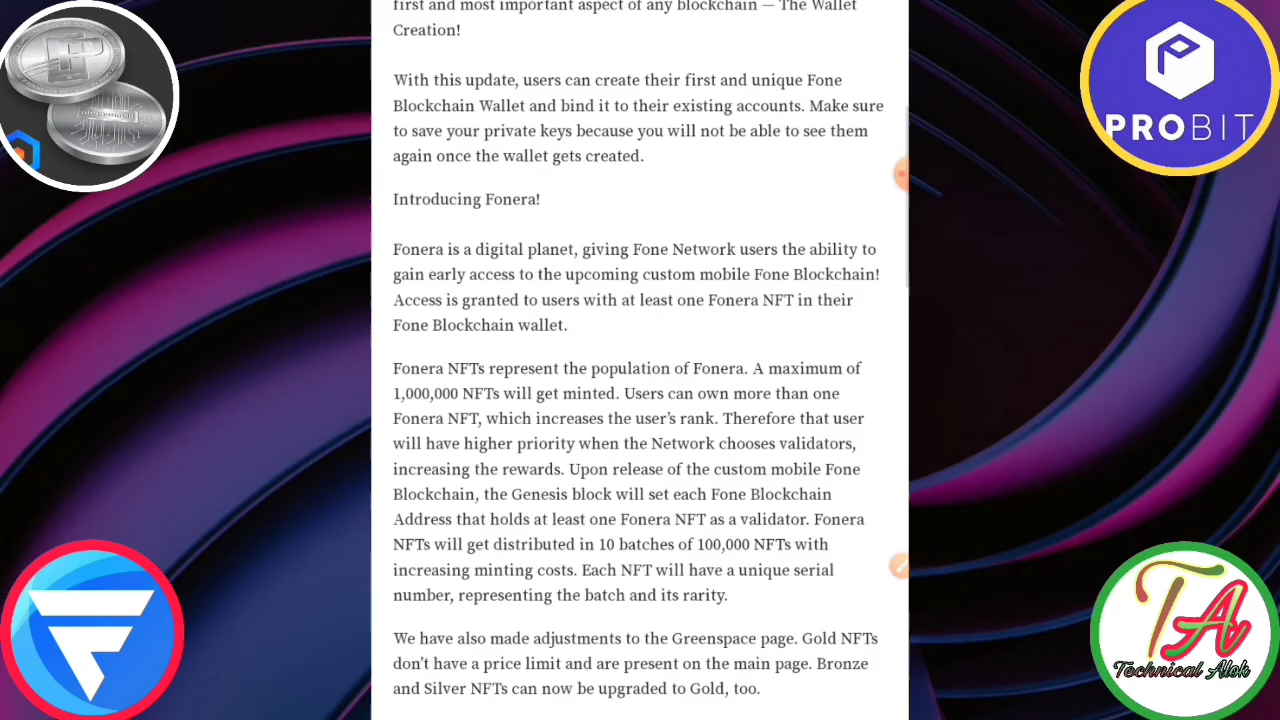 first and most important aspect of any blockchain — The Wallet
Creation!
With this update, users can create their first and unique Fone
Blockchain Wallet and bind it to their existing accounts. Make sure
to save your private keys because you will not be able to see them
again once the wallet gets created.
Introducing Fonera!
Fonera is a digital planet, giving Fone Network users the ability to
gain early access to the upcoming custom mobile Fone Blockchain!
Access is granted to users with at least one Fonera NFT in their
Fone Blockchain wallet.
Fonera NFTs represent the population of Fonera. A maximum of
1,000,000 NFTs will get minted. Users can own more than one
Fonera NFT, which increases the user’s rank. Therefore that user
will have higher priority when the Network chooses validators,
increasing the rewards. Upon release of the custom mobile Fone
Blockchain, the Genesis block will set each Fone Blockchain
Address that holds at least one Fonera NFT as a validator. Fonera
NFTs will get distributed in 10 batches of 100,000 NFTs with
increasing minting costs. Each NFT will have a unique serial
number, representing the batch and its rarity.
We have also made adjustments to the Greenspace page. Gold NFTs
don’t have a price limit and are present on the main page. Bronze
and Silver NFTs can now be upgraded to Gold, too.
PROBIT
TA
Technical Alok